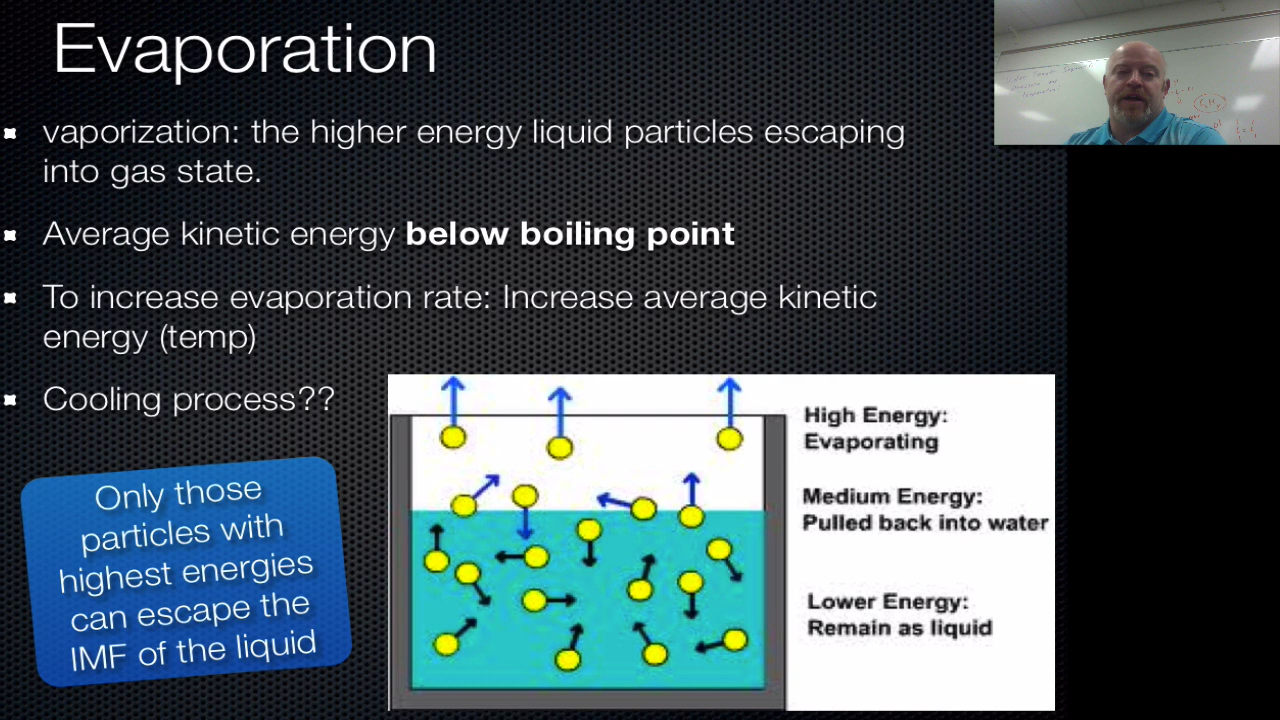 Evaporation
vaporization: the higher energy liquid particles escaping
into gas state.
Average kinetic energy below boiling point
To increase evaporation rate: Increase average kinetic
energy (temp)
Cooling process??
Only those
particles with
highest energies
can escape the
IMF of the liquid
High Energy:
Evaporating
Medium Energy:
Pulled back into water
Lower Energy:
Remain as liquid